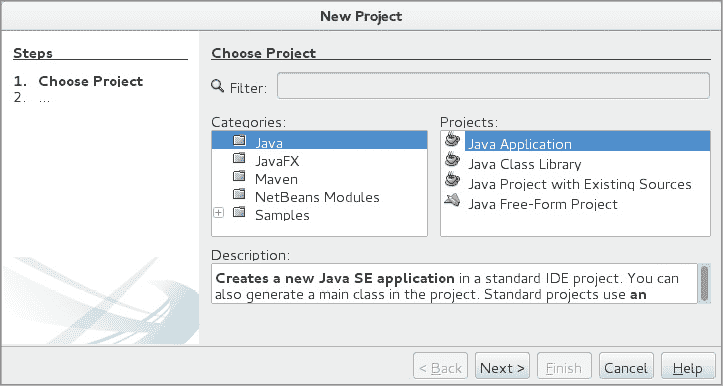 New Project
Steps
1. Choose Project
2. ...
Choose Project
Filter:
Categories:
Java
JavaFX
Maven
NetBeans Modules
Samples
Projects:
Java Application
Java Class Library
Java Project with Existing Sources
Java Free-Form Project
Description:
Creates a new Java SE application in a standard IDE project. You can
also generate a main class in the project. Standard projects use an
< Back Next > Finish Cancel Help